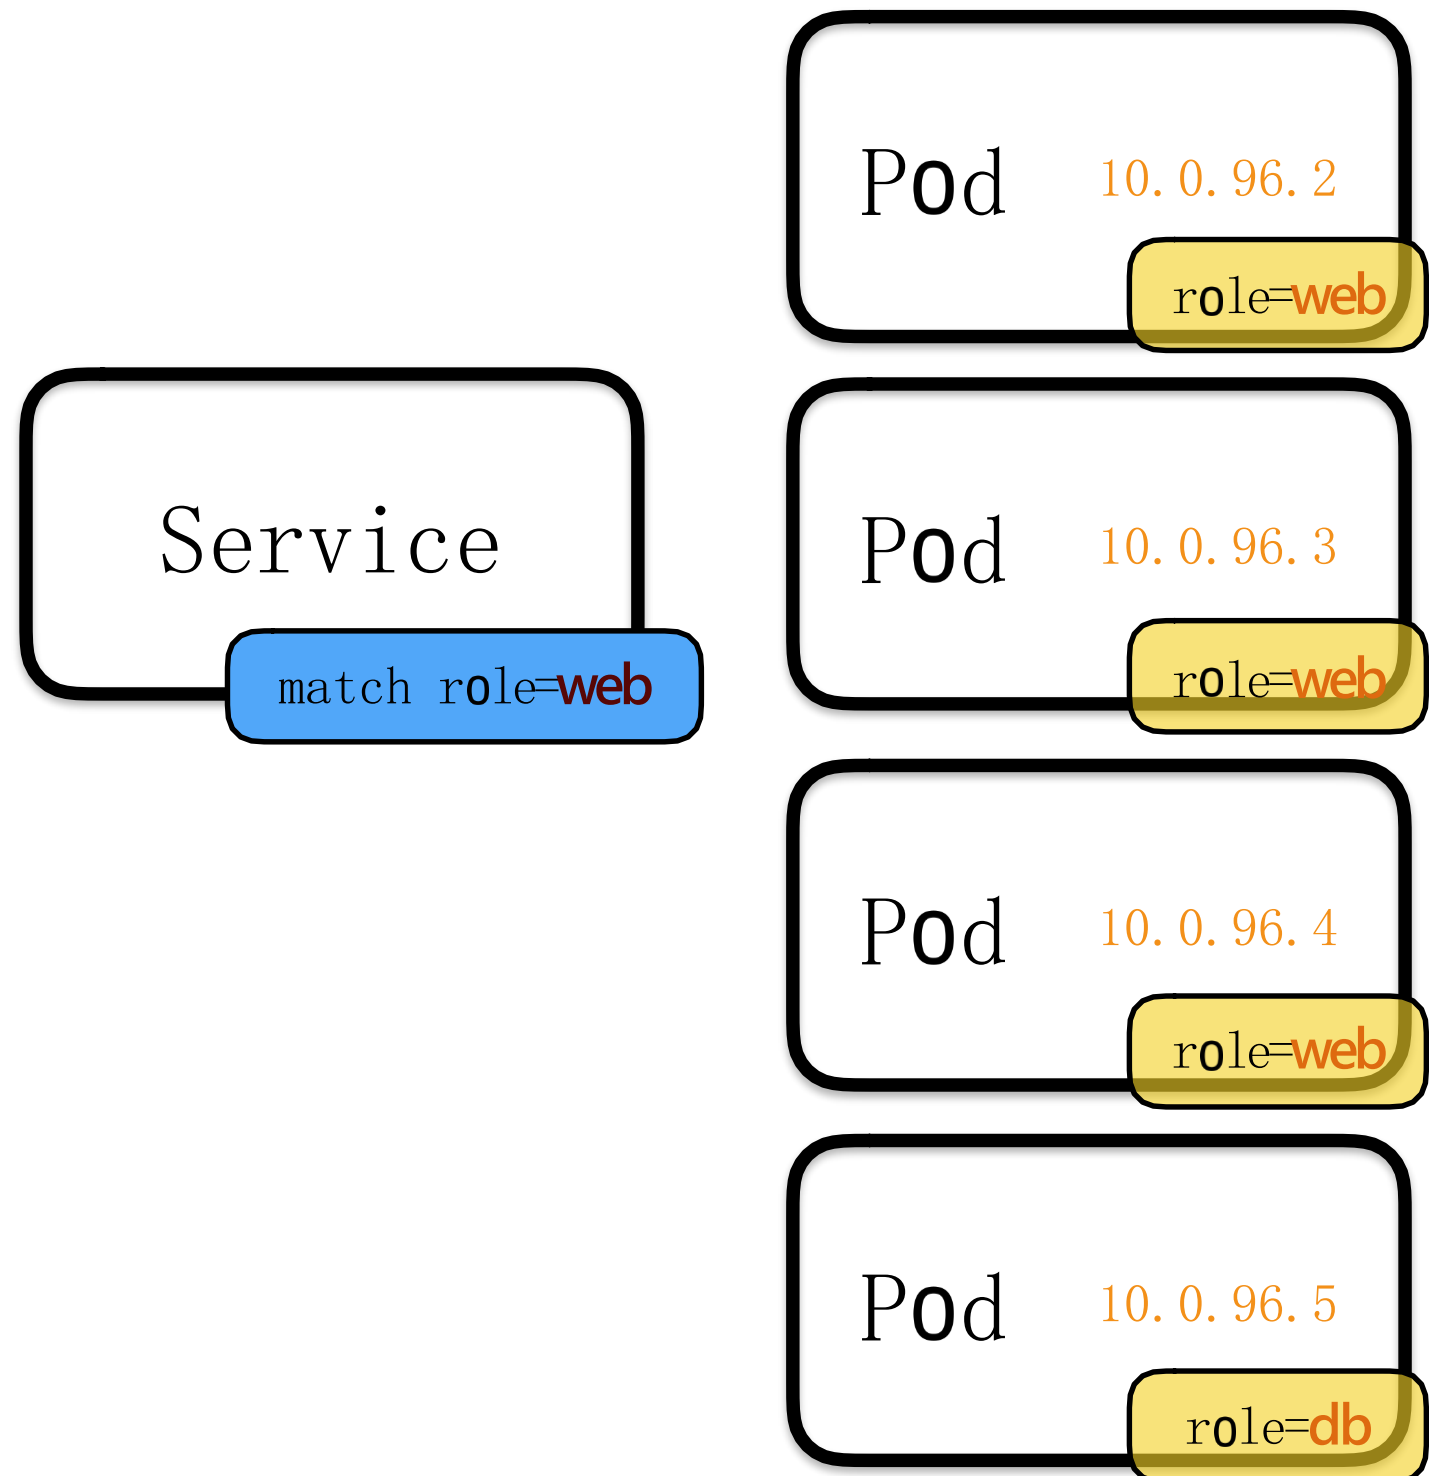 Service
match role=web
Pod 10.0.96.2
role=web
Pod 10.0.96.3
role=web
Pod 10.0.96.4
role=web
Pod 10.0.96.5
role=db